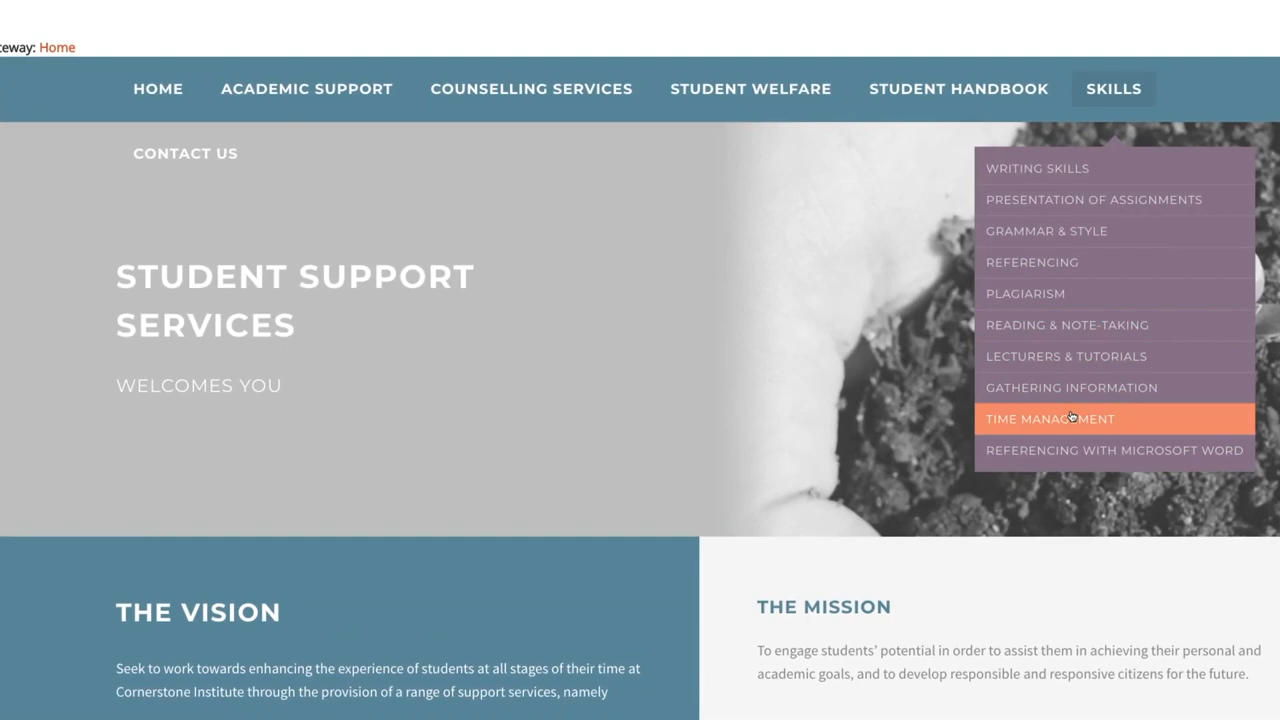 teway: Home
HOME ACADEMIC SUPPORT COUNSELLING SERVICES STUDENT WELFARE STUDENT HANDBOOK SKILLS
CONTACT US
WRITING SKILLS
PRESENTATION OF ASSIGNMENTS
GRAMMAR & STYLE
REFERENCING
PLAGIARISM
READING & NOTE-TAKING
LECTURERS & TUTORIALS
GATHERING INFORMATION
TIME MANAGEMENT
REFERENCING WITH MICROSOFT WORD
STUDENT SUPPORT
SERVICES
WELCOMES YOU
THE VISION
Seek to work towards enhancing the experience of students at all stages of their time at
Cornerstone Institute through the provision of a range of support services, namely
THE MISSION
To engage students’ potential in order to assist them in achieving their personal and
academic goals, and to develop responsible and responsive citizens for the future.